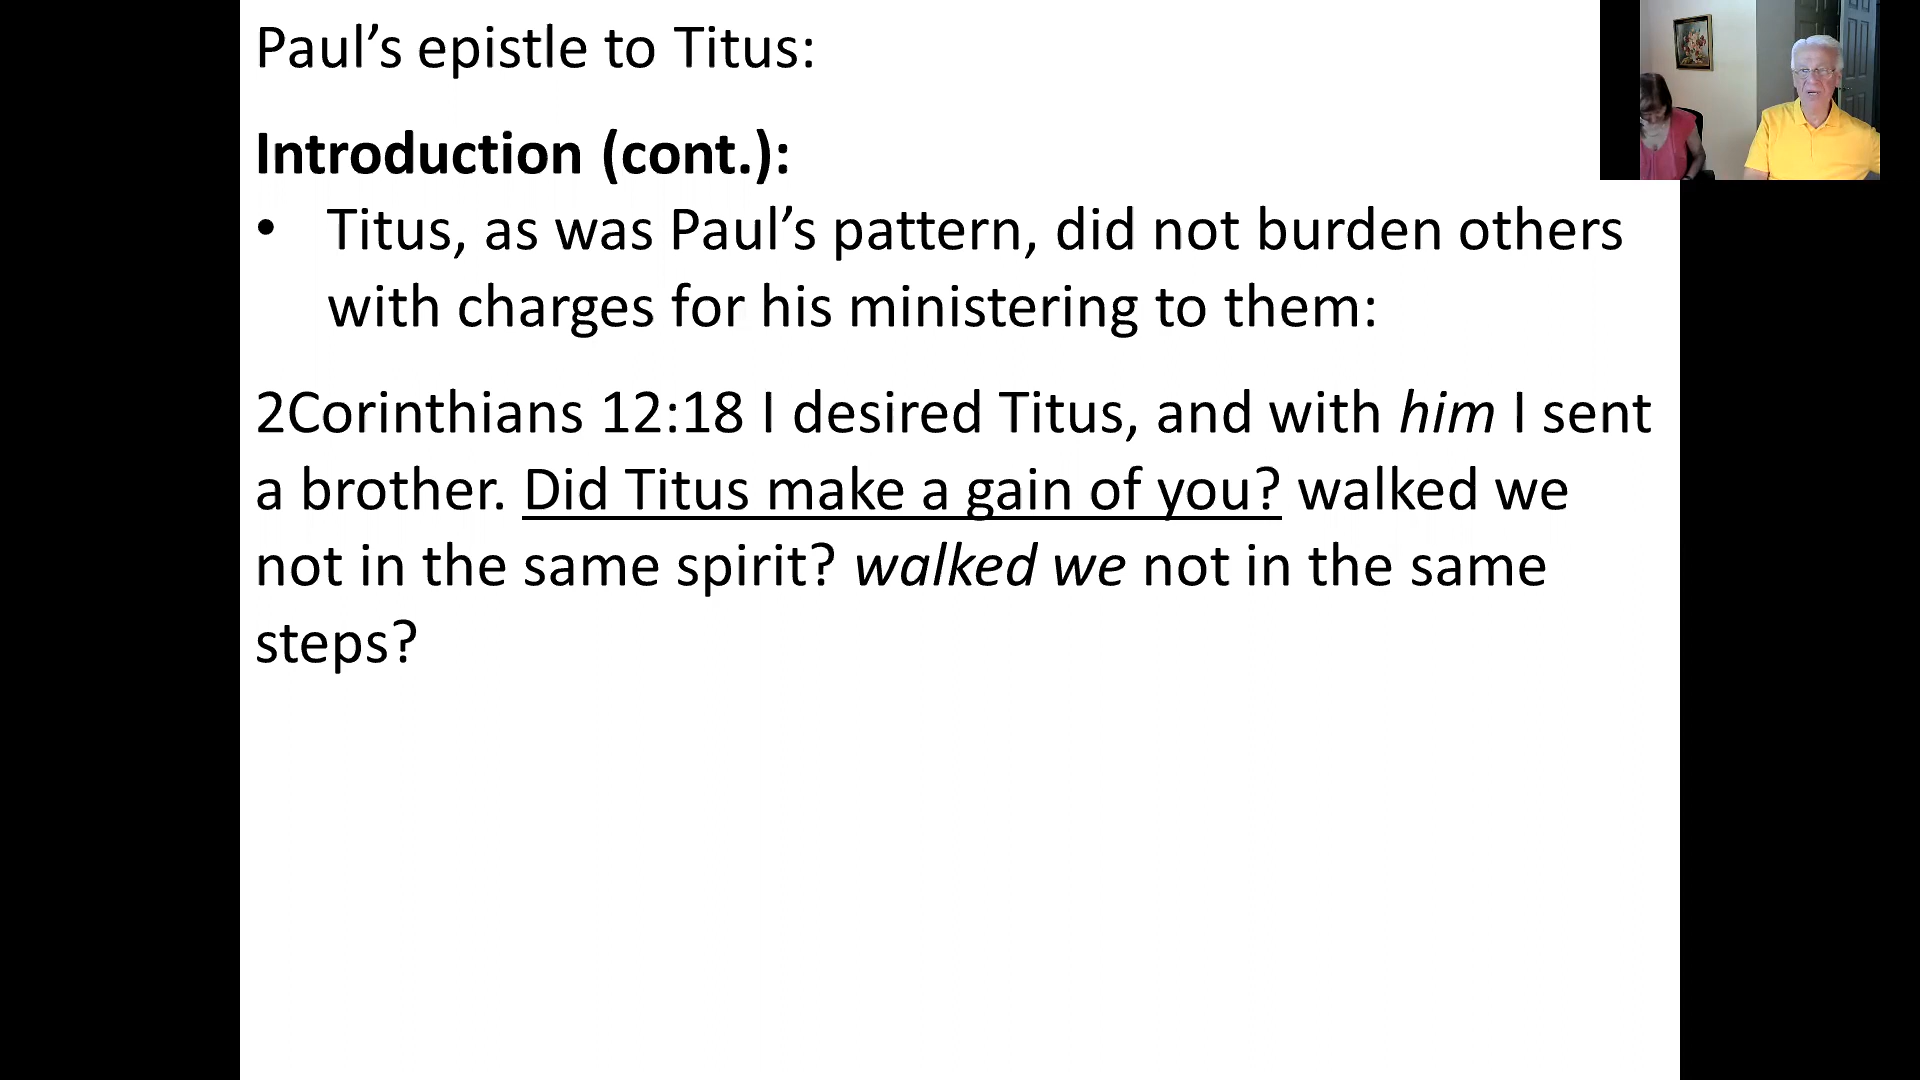 Paul’s epistle to Titus:
Introduction (cont.):
• Titus, as was Paul’s pattern, did not burden others
with charges for his ministering to them:
2Corinthians 12:18 I desired Titus, and with him I sent
a brother. Did Titus make a gain of you? walked we
not in the same spirit? walked we not in the same
steps?